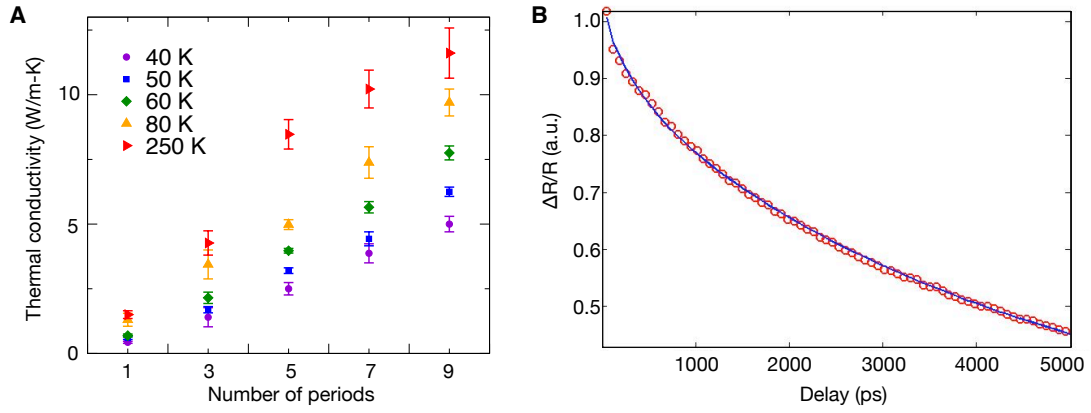 A
Thermal conductivity (W/m-K)
10
5
0
40 K
50 K
60 K
80 K
250 K
1 3 5 7 9
Number of periods
B
ΔR/R (a.u.)
1.0
0.9
0.8
0.7
0.6
0.5
1000 2000 3000 4000 5000
Delay (ps)